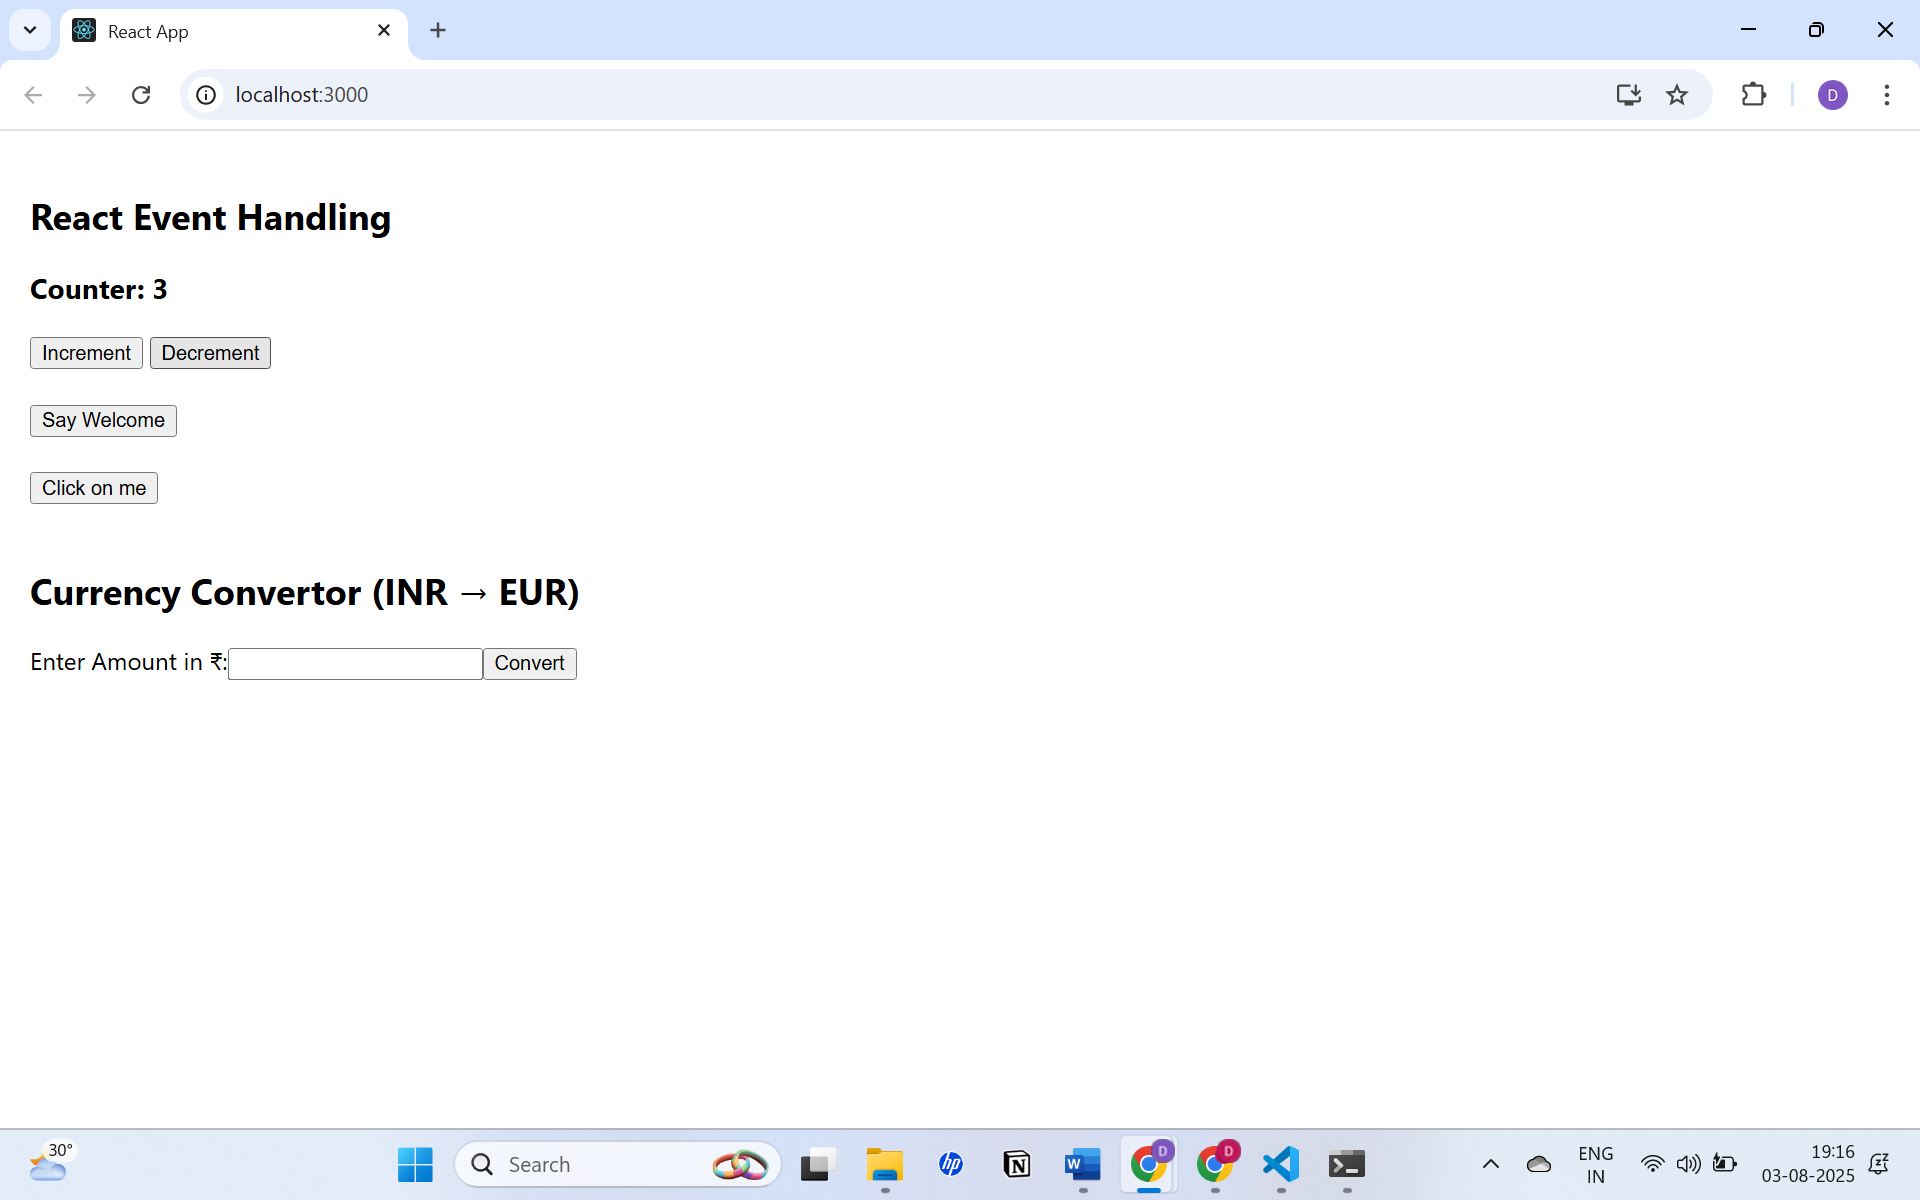 React App
localhost:3000
D
React Event Handling
Counter: 3
Increment Decrement
Say Welcome
Click on me
Currency Convertor (INR → EUR)
Enter Amount in ₹: Convert
30°
Search
hp
N
W
D
D
ENG
IN
19:16
03-08-2025